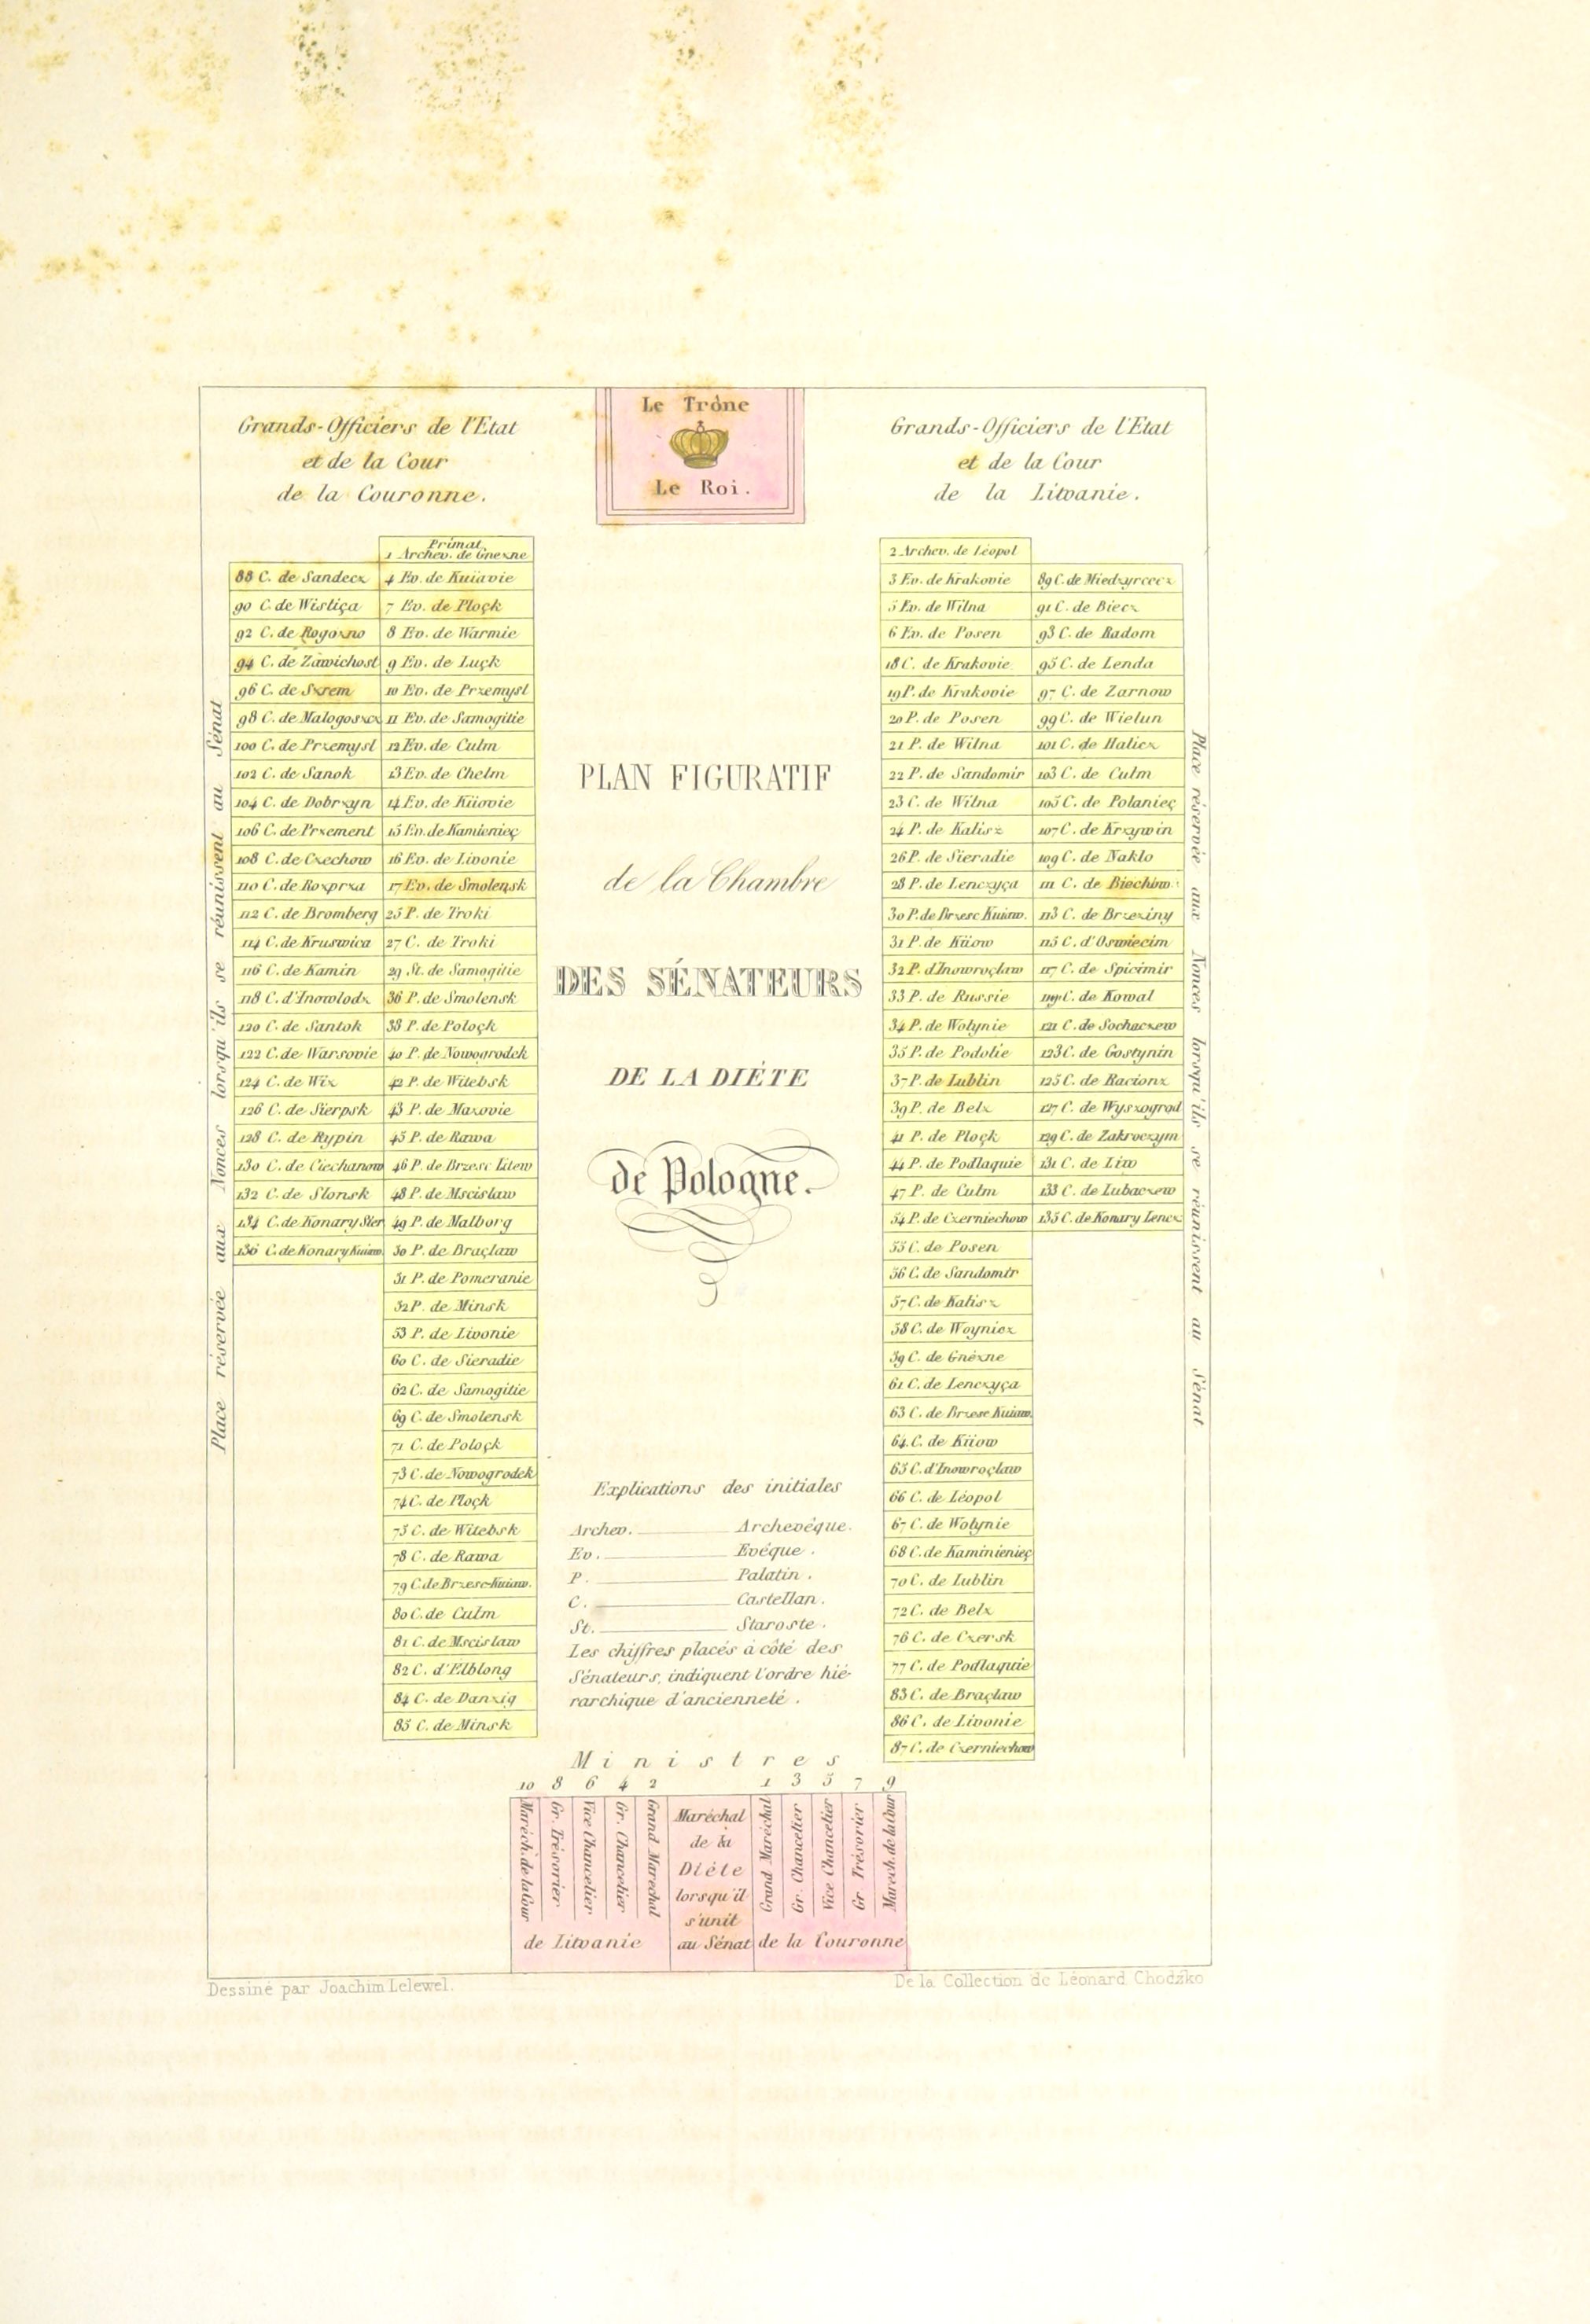 Le Trône
Le Roi.
Grands-Officiers de l'Etat
et de la Cour
de la Couronne.
Grands-Officiers de l'Etat
et de la Cour
de la Litvanie.
Place réservée aux Nonces lorsqu'ils se réunissent au Sénat
88 C. de Sandecz
90 C. de Wisliça
92 C. de Rogozno
94 C. de Zawichost
96 C. de Szrem
98 C. de Malogoszcz
100 C. de Przemysl
102 C. de Sanok
104 C. de Dobrzyn
106 C. de Przement
108 C. de Czechow
110 C. de Rozprza
112 C. de Bromberg
114 C. de Kruswica
116 C. de Kamin
118 C. d'Inowlodz
120 C. de Santok
122 C. de Warsovie
124 C. de Wiz
126 C. de Sierpsk
128 C. de Rypin
130 C. de Ciechanow
132 C. de Slonsk
134 C. de Konary Sier
136 C. de Konary Kuiaw.
Primat,
1 Archev. de Gnezne
4 Ev. de Kuiavie
7 Ev. de Ploçk
8 Ev. de Warmie
9 Ev. de Luçk
10 Ev. de Przemysl
11 Ev. de Samogitie
12 Ev. de Culm
13 Ev. de Chelm
14 Ev. de Kiiovie
15 Ev. de Kamienieç
16 Ev. de Livonie
17 Ev. de Smolensk
25 P. de Troki
27 C. de Troki
29 St. de Samogitie
36 P. de Smolensk
38 P. de Poloçk
40 P. de Nowogrodek
42 P. de Witebsk
43 P. de Mazovie
45 P. de Rawa
46 P. de Brzesc Litew
48 P. de Mscislaw
49 P. de Malborg
50 P. de Braçlaw
51 P. de Pomeranie
52 P. de Minsk
53 P. de Livonie
60 C. de Sieradie
62 C. de Samogitie
69 C. de Smolensk
71 C. de Poloçk
73 C. de Nowogrodek
74 C. de Ploçk
75 C. de Witebsk
78 C. de Rawa
79 C. de Brzesc-Kuiaw.
80 C. de Culm
81 C. de Mscislaw
82 C. d'Elblong
84 C. de Danzig
85 C. de Minsk
PLAN FIGURATIF
de la Chambre
DES SÉNATEURS
DE LA DIÉTE
de Pologne.
Explications des initiales
Archev. Archevêque.
Ev. Evéque.
P. Palatin.
C. Castellan.
St. Staroste.
Les chiffres placés à côté des
Sénateurs, indiquent l'ordre hié-
rarchique d'ancienneté.
2 Archev. de Léopol
3 Ev. de Krakovie
5 Ev. de Wilna
6 Ev. de Posen
18 C. de Krakovie
19 P. de Krakovie
20 P. de Posen
21 P. de Wilna
22 P. de Sandomir
23 C. de Wilna
24 P. de Kalisz
26 P. de Sieradie
28 P. de Lenczyça
30 P. de Brzesc Kuiaw.
31 P. de Kiiow
32 P. d'Inowroçław
33 P. de Russie
34 P. de Wolynie
35 P. de Podolie
37 P. de Lublin
39 P. de Belz
41 P. de Ploçk
44 P. de Podlaquie
47 P. de Culm
54 P. de Czerniechow
55 C. de Posen
56 C. de Sandomir
57 C. de Kalisz
58 C. de Woynicz
59 C. de Gnézne
61 C. de Lenczyça
63 C. de Brzesc Kuiaw.
64 C. de Kiiow
65 C. d'Inowroçlaw
66 C. de Léopol
67 C. de Wolynie
68 C. de Kaminienieç
70 C. de Lublin
72 C. de Belz
76 C. de Czersk
77 C. de Podlaquie
83 C. de Braçlaw
86 C. de Livonie
87 C. de Czerniechow
89 C. de Miedzyrzecz
91 C. de Biecz
93 C. de Radom
95 C. de Lenda
97 C. de Zarnow
99 C. de Wielun
101 C. de Halicz
103 C. de Culm
105 C. de Polanieç
107 C. de Krzywin
109 C. de Naklo
111 C. de Biechow
113 C. de Brzeziny
115 C. d'Oswiecim
117 C. de Spicimir
119 C. de Kowal
121 C. de Sochaczew
123 C. de Gostynin
125 C. de Racionz
127 C. de Wyszogrod
129 C. de Zakroczym
131 C. de Liw
133 C. de Lubaczew
135 C. de Konary Lencz
Place réservée aux Nonces lorsqu'ils se réunissent au Sénat
Ministres
10 8 6 4 2 1 3 5 7 9
Maréch. de la Cour
Gr. Trésorier
Vice Chancelier
Gr. Chancelier
Grand Marechal
de Litvanie
Maréchal
de la
Diéte
lorsqu'il
s'unit
au Sénat
Grand Maréchal
Gr. Chancelier
Vice Chancelier
Gr. Trésorier
Marech. de la Cour
de la Couronne
Dessiné par Joachim Lelewel.
De la Collection de Léonard Chodźko